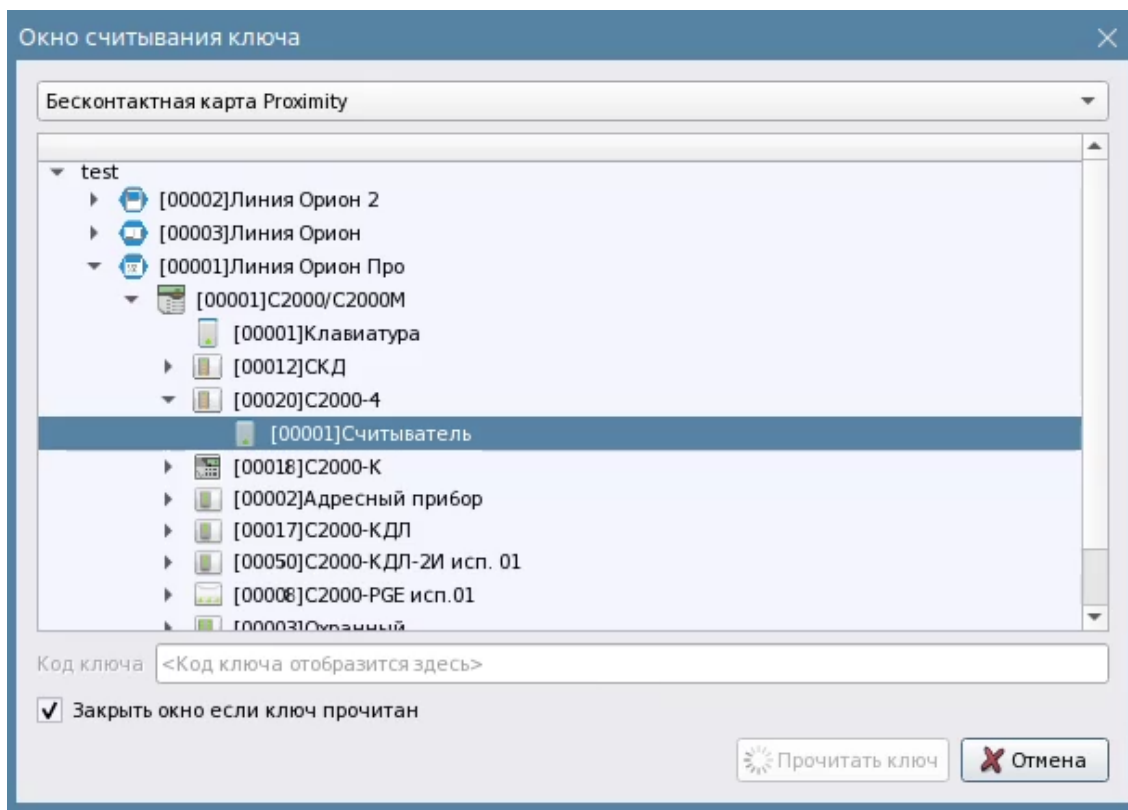 Окно считывания ключа
Бесконтактная карта Proximity
test
[00002]Линия Орион 2
[00003]Линия Орион
[00001]Линия Орион Про
[00001]С2000/С2000М
[00001]Клавиатура
[00012]СКД
[00020]С2000-4
[00001]Считыватель
[00018]С2000-К
[00002]Адресный прибор
[00017]С2000-КДЛ
[00050]С2000-КДЛ-2И исп. 01
[00008]С2000-PGE исп.01
[00003]Охранный
Код ключа <Код ключа отобразится здесь>
Закрыть окно если ключ прочитан
Прочитать ключ Отмена